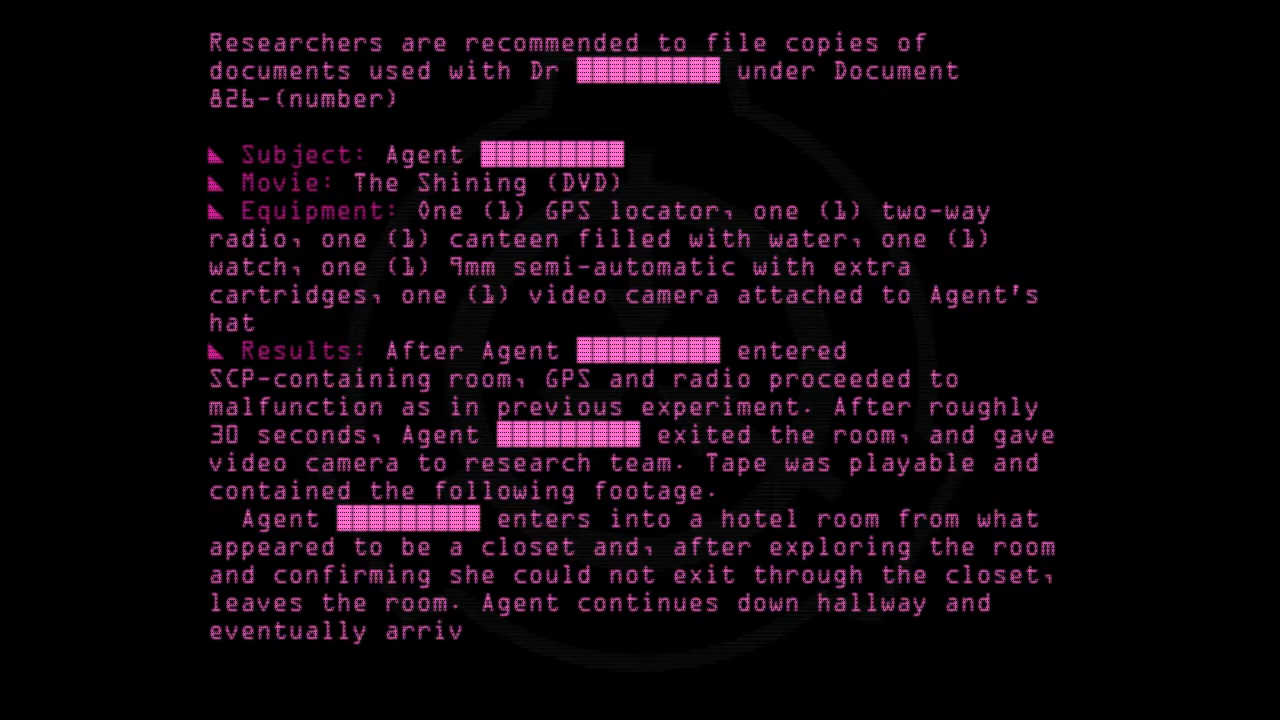 Researchers are recommended to file copies of
documents used with Dr █████████ under Document
826-(number)
◣ Subject: Agent █████████
◣ Movie: The Shining (DVD)
◣ Equipment: One (1) GPS locator, one (1) two-way
radio, one (1) canteen filled with water, one (1)
watch, one (1) 9mm semi-automatic with extra
cartridges, one (1) video camera attached to Agent's
hat
◣ Results: After Agent █████████ entered
SCP-containing room, GPS and radio proceeded to
malfunction as in previous experiment. After roughly
30 seconds, Agent █████████ exited the room, and gave
video camera to research team. Tape was playable and
contained the following footage.
Agent █████████ enters into a hotel room from what
appeared to be a closet and, after exploring the room
and confirming she could not exit through the closet,
leaves the room. Agent continues down hallway and
eventually arriv